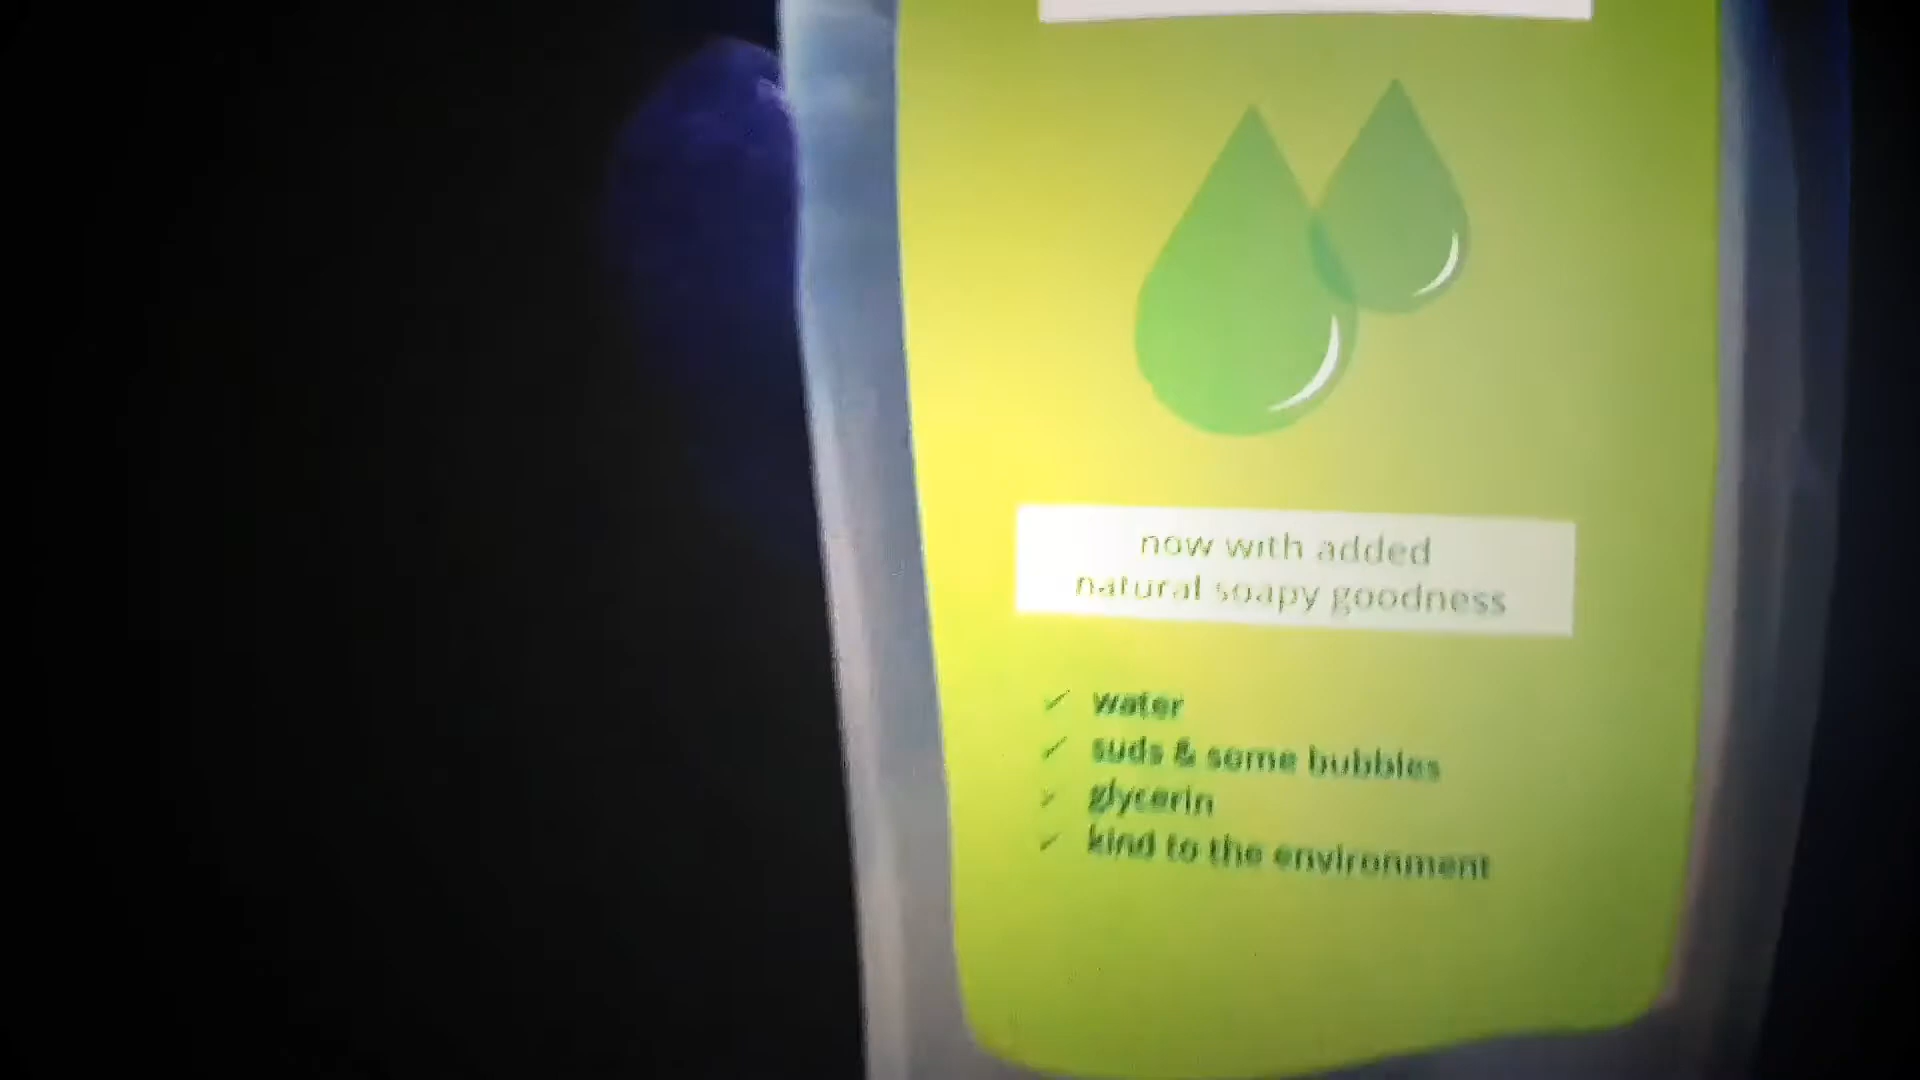 now with added
natural soapy goodness
water
suds & some bubbles
glycerin
kind to the environment